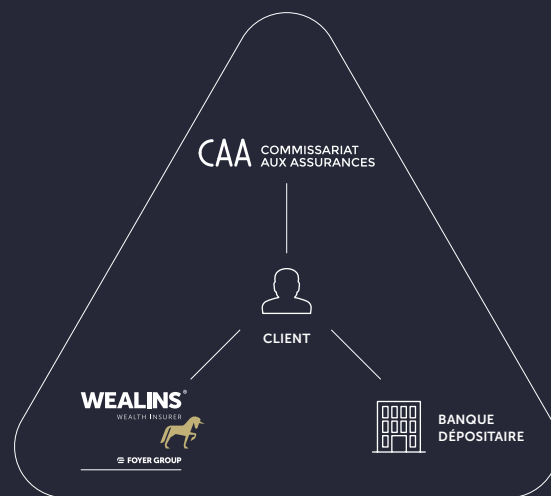 CAA COMMISSARIAT
AUX ASSURANCES
CLIENT
WEALINS®
WEALTH INSURER
FOYER GROUP
BANQUE
DÉPOSITAIRE